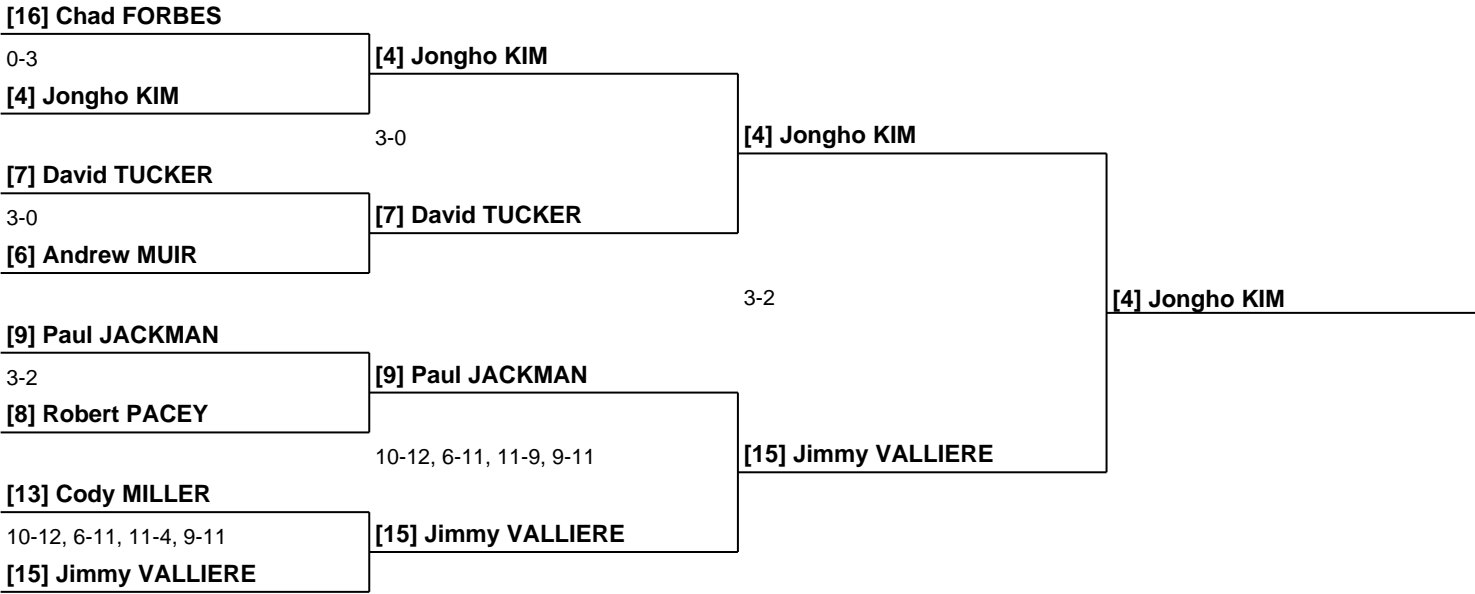 [16] Chad FORBES
0-3
[4] Jongho KIM
[4] Jongho KIM
3-0
[4] Jongho KIM
[7] David TUCKER
3-0
[7] David TUCKER
[6] Andrew MUIR
3-2
[4] Jongho KIM
[9] Paul JACKMAN
3-2
[9] Paul JACKMAN
[8] Robert PACEY
10-12, 6-11, 11-9, 9-11
[15] Jimmy VALLIERE
[13] Cody MILLER
10-12, 6-11, 11-4, 9-11
[15] Jimmy VALLIERE
[15] Jimmy VALLIERE